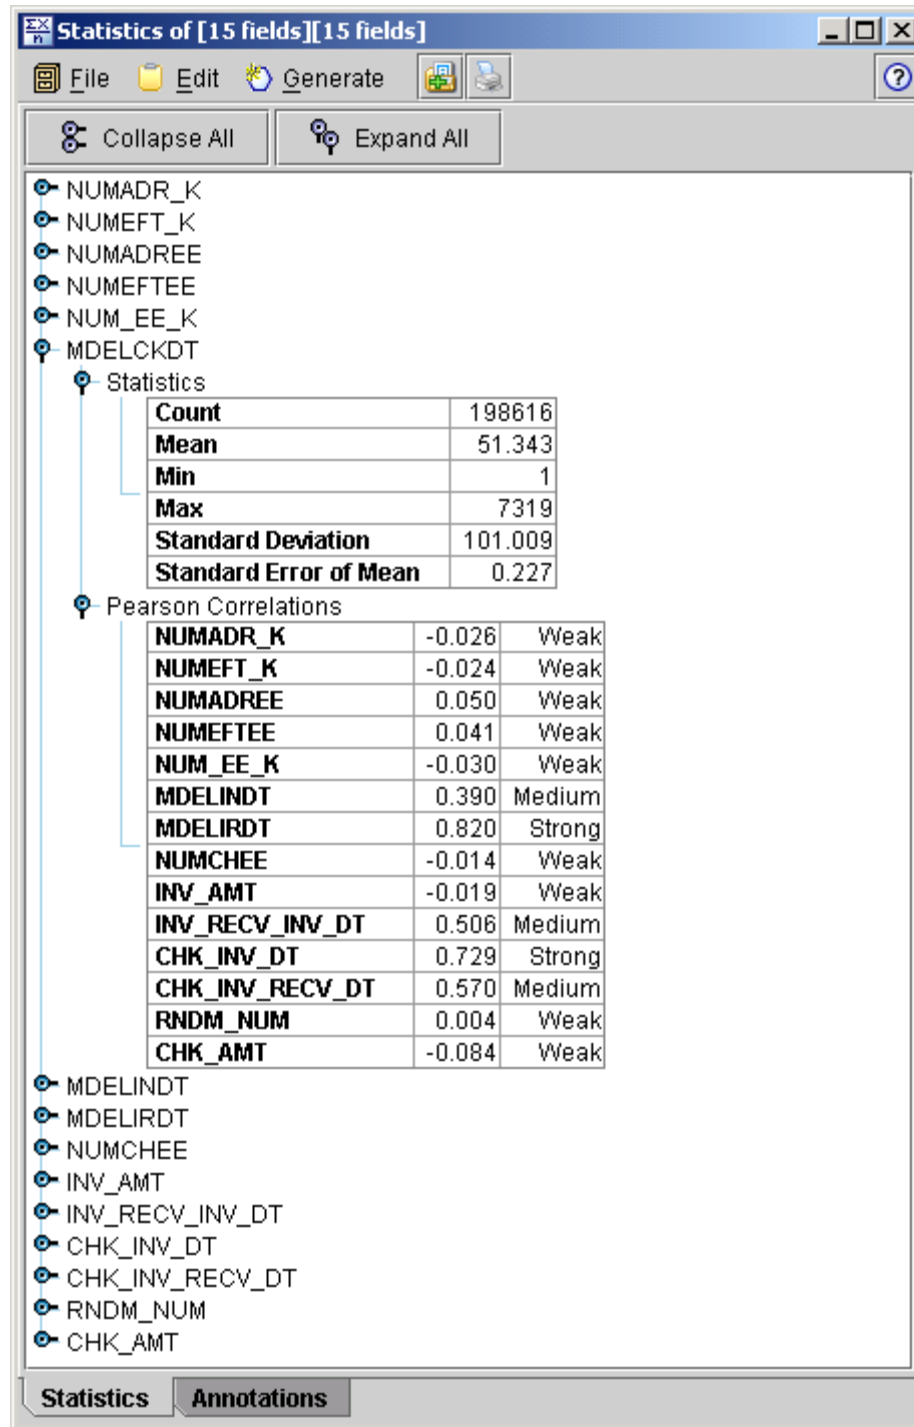 Statistics of [15 fields][15 fields]
File Edit Generate
Collapse All Expand All
NUMADR_K
NUMEFT_K
NUMADREE
NUMEFTEE
NUM_EE_K
MDELCKDT
Statistics
Count 198616
Mean 51.343
Min 1
Max 7319
Standard Deviation 101.009
Standard Error of Mean 0.227
Pearson Correlations
NUMADR_K -0.026 Weak
NUMEFT_K -0.024 Weak
NUMADREE 0.050 Weak
NUMEFTEE 0.041 Weak
NUM_EE_K -0.030 Weak
MDELINDT 0.390 Medium
MDELIRDT 0.820 Strong
NUMCHEE -0.014 Weak
INV_AMT -0.019 Weak
INV_RECV_INV_DT 0.506 Medium
CHK_INV_DT 0.729 Strong
CHK_INV_RECV_DT 0.570 Medium
RNDM_NUM 0.004 Weak
CHK_AMT -0.084 Weak
MDELINDT
MDELIRDT
NUMCHEE
INV_AMT
INV_RECV_INV_DT
CHK_INV_DT
CHK_INV_RECV_DT
RNDM_NUM
CHK_AMT
Statistics Annotations